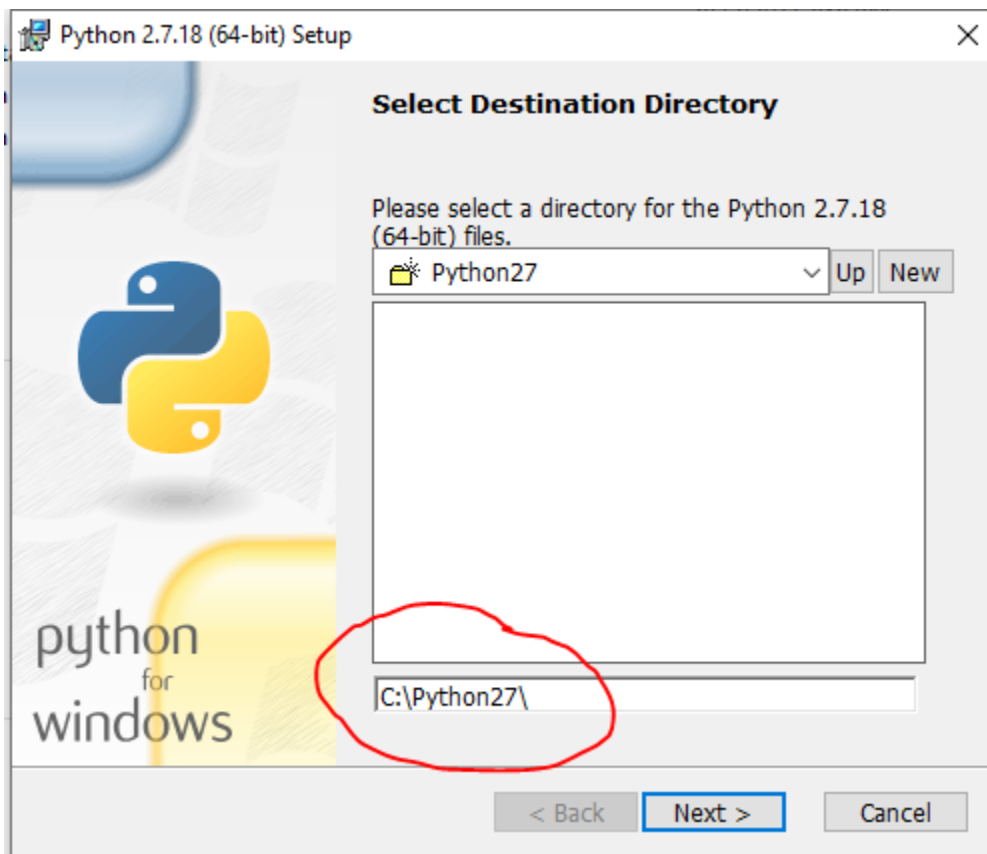 Python 2.7.18 (64-bit) Setup
Select Destination Directory
Please select a directory for the Python 2.7.18
(64-bit) files.
Python27
Up
New
C:\Python27\
python
for
windows
< Back
Next >
Cancel